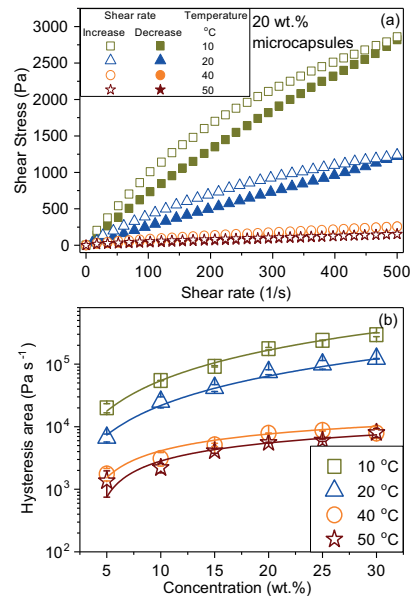 Shear rate Temperature
Increase Decrease °C
10
20
40
50
20 wt.% (a)
microcapsules
3000
2500
2000
1500
1000
500
0
Shear Stress (Pa)
0 100 200 300 400 500
Shear rate (1/s)
(b)
10⁵
10⁴
10³
10²
Hysteresis area (Pa s⁻¹)
10 °C
20 °C
40 °C
50 °C
5 10 15 20 25 30
Concentration (wt.%)